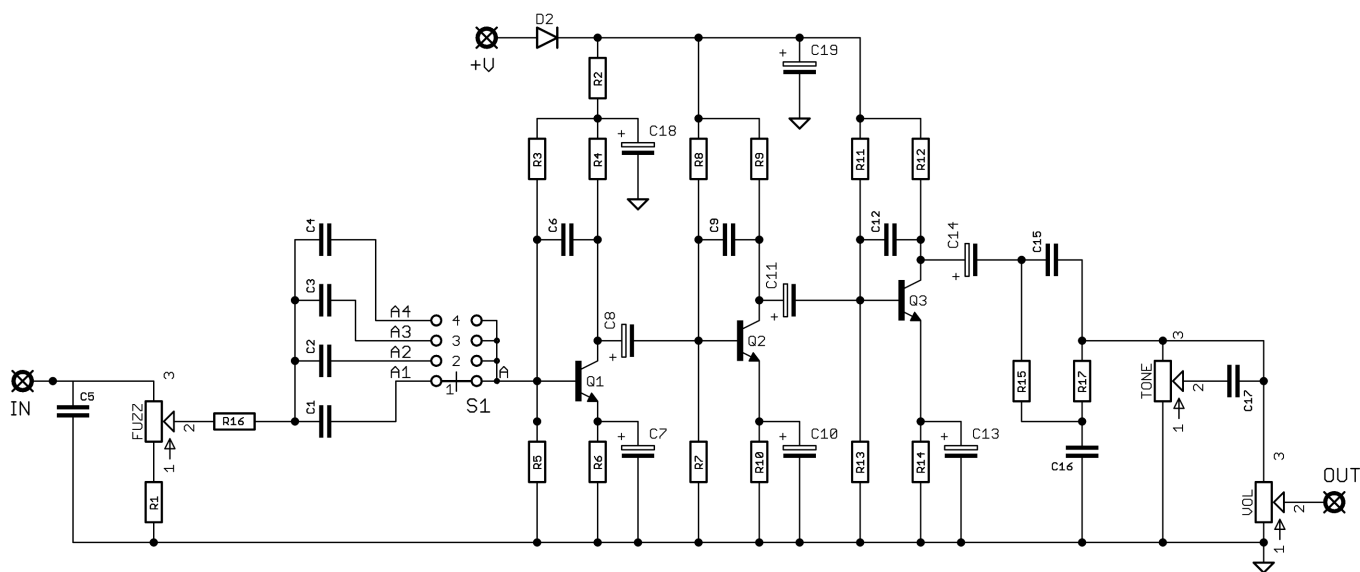 D2
+V
C19
R2
C18
R3
R4
R8
R9
R11
R12
C4
C6
C9
C12
C14
C15
C3
C11
Q3
A4
4
C8
A3
3
Q2
C2
A2
2
R15
R17
TONE
3
2
1
C17
IN
C5
3
FUZZ
2
1
R16
C1
A1
1
A
S1
Q1
C7
C10
C13
C16
R1
R5
R6
R7
R10
R13
R14
3
VOL
2
1
OUT